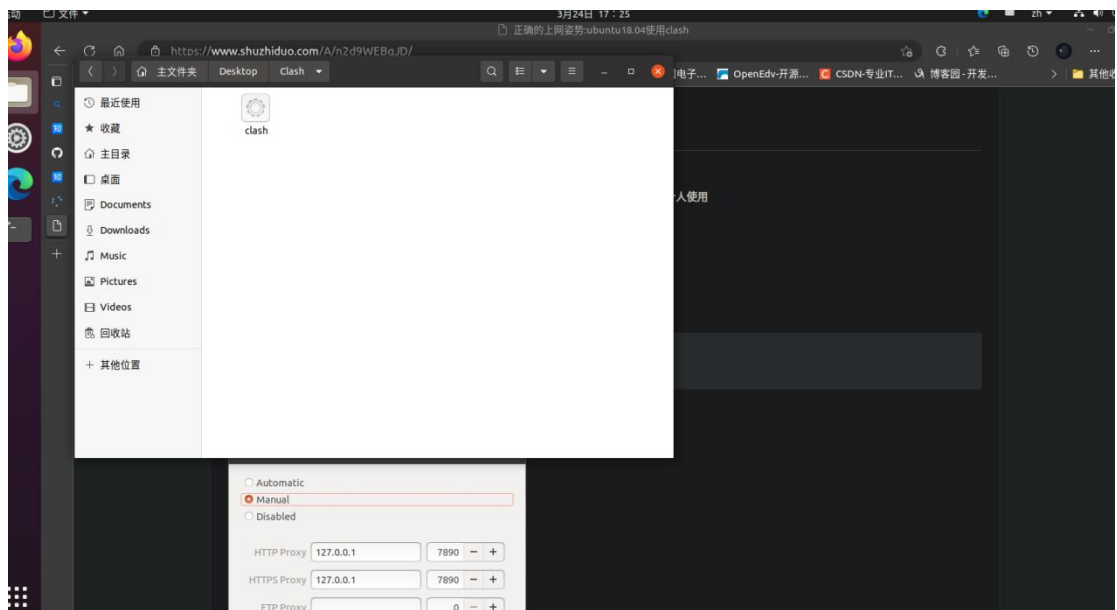 文件
3月24日 17：25
zh
正确的上网姿势:ubuntu18.04使用clash
https://www.shuzhiduo.com/A/n2d9WEBqJD/
主文件夹 Desktop Clash
电子... OpenEdv-开源... CSDN-专业IT... 博客园-开发...
最近使用
收藏
主目录
桌面
Documents
Downloads
Music
Pictures
Videos
回收站
其他位置
clash
人使用
Automatic
Manual
Disabled
HTTP Proxy 127.0.0.1 7890 − +
HTTPS Proxy 127.0.0.1 7890 − +
FTP Proxy 0 − +